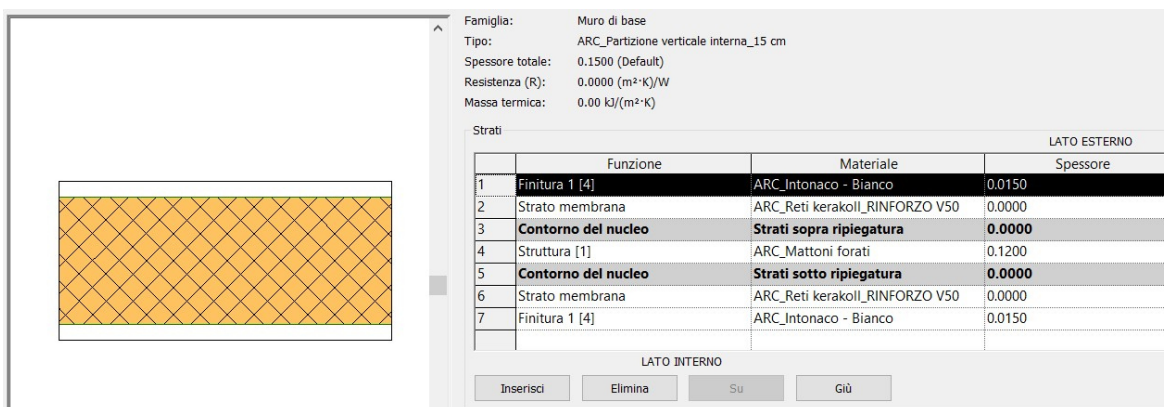 Famiglia: Muro di base
Tipo: ARC_Partizione verticale interna_15 cm
Spessore totale: 0.1500 (Default)
Resistenza (R): 0.0000 (m²·K)/W
Massa termica: 0.00 kJ/(m²·K)
Strati
LATO ESTERNO
Funzione Materiale Spessore
1 Finitura 1 [4] ARC_Intonaco - Bianco 0.0150
2 Strato membrana ARC_Reti kerakoll_RINFORZO V50 0.0000
3 Contorno del nucleo Strati sopra ripiegatura 0.0000
4 Struttura [1] ARC_Mattoni forati 0.1200
5 Contorno del nucleo Strati sotto ripiegatura 0.0000
6 Strato membrana ARC_Reti kerakoll_RINFORZO V50 0.0000
7 Finitura 1 [4] ARC_Intonaco - Bianco 0.0150
LATO INTERNO
Inserisci Elimina Su Giù